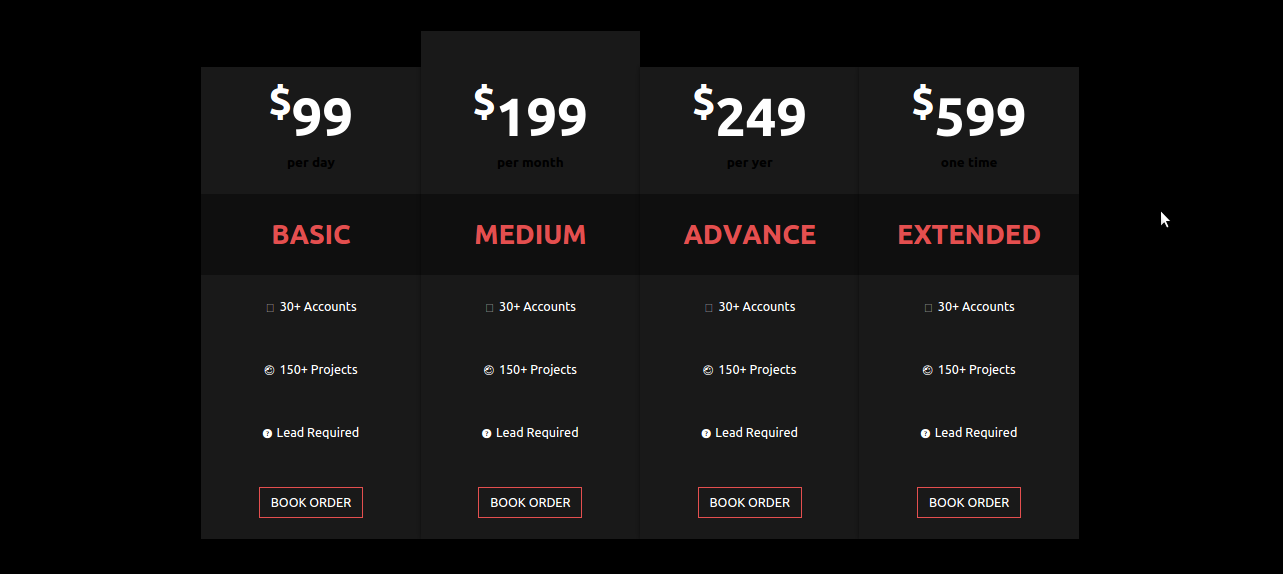 $99
per day
BASIC
30+ Accounts
150+ Projects
Lead Required
BOOK ORDER
$199
per month
MEDIUM
30+ Accounts
150+ Projects
Lead Required
BOOK ORDER
$249
per yer
ADVANCE
30+ Accounts
150+ Projects
Lead Required
BOOK ORDER
$599
one time
EXTENDED
30+ Accounts
150+ Projects
Lead Required
BOOK ORDER